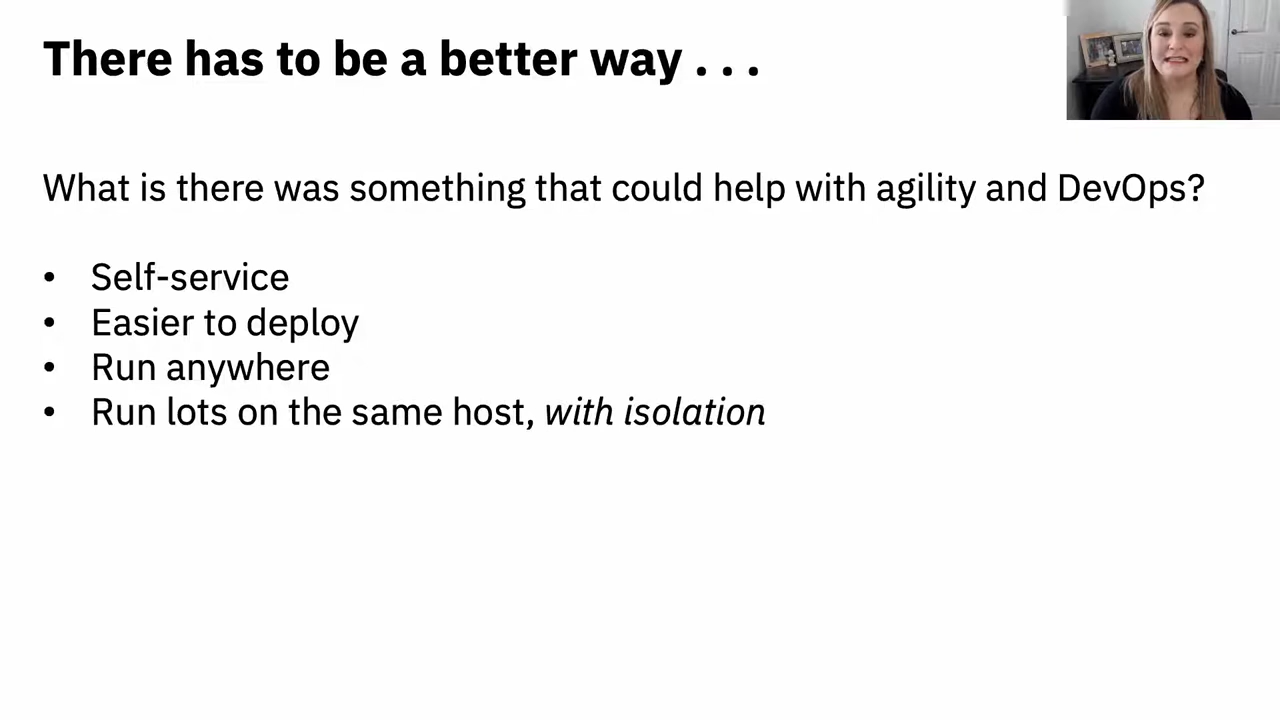 There has to be a better way . . .
What is there was something that could help with agility and DevOps?
• Self-service
• Easier to deploy
• Run anywhere
• Run lots on the same host, with isolation